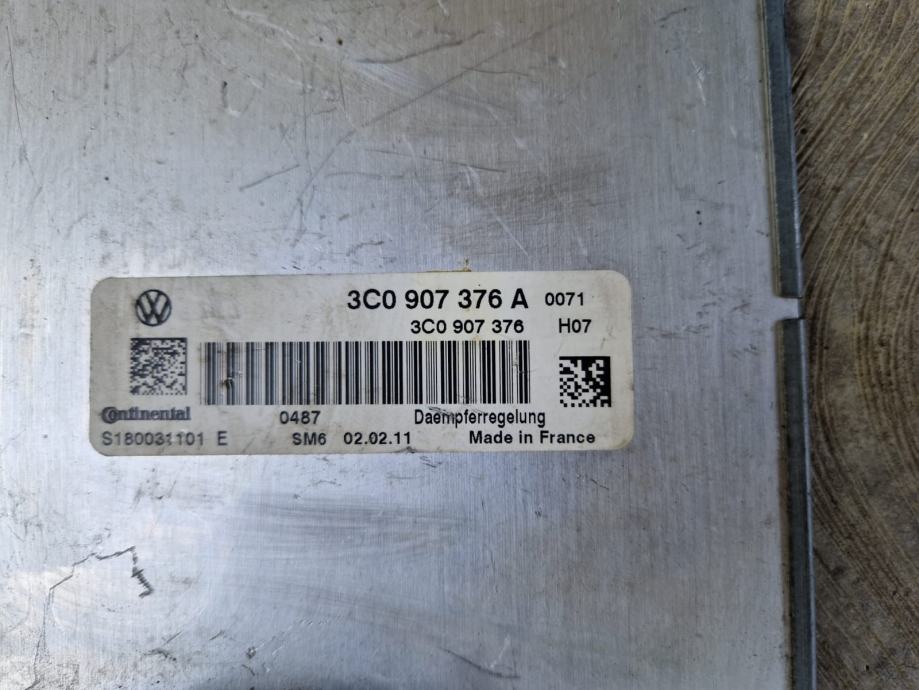 3C0 907 376 A 0071
3C0 907 376 H07
Continental 0487 Daempferregelung
S180031101 E SM6 02.02.11 Made in France